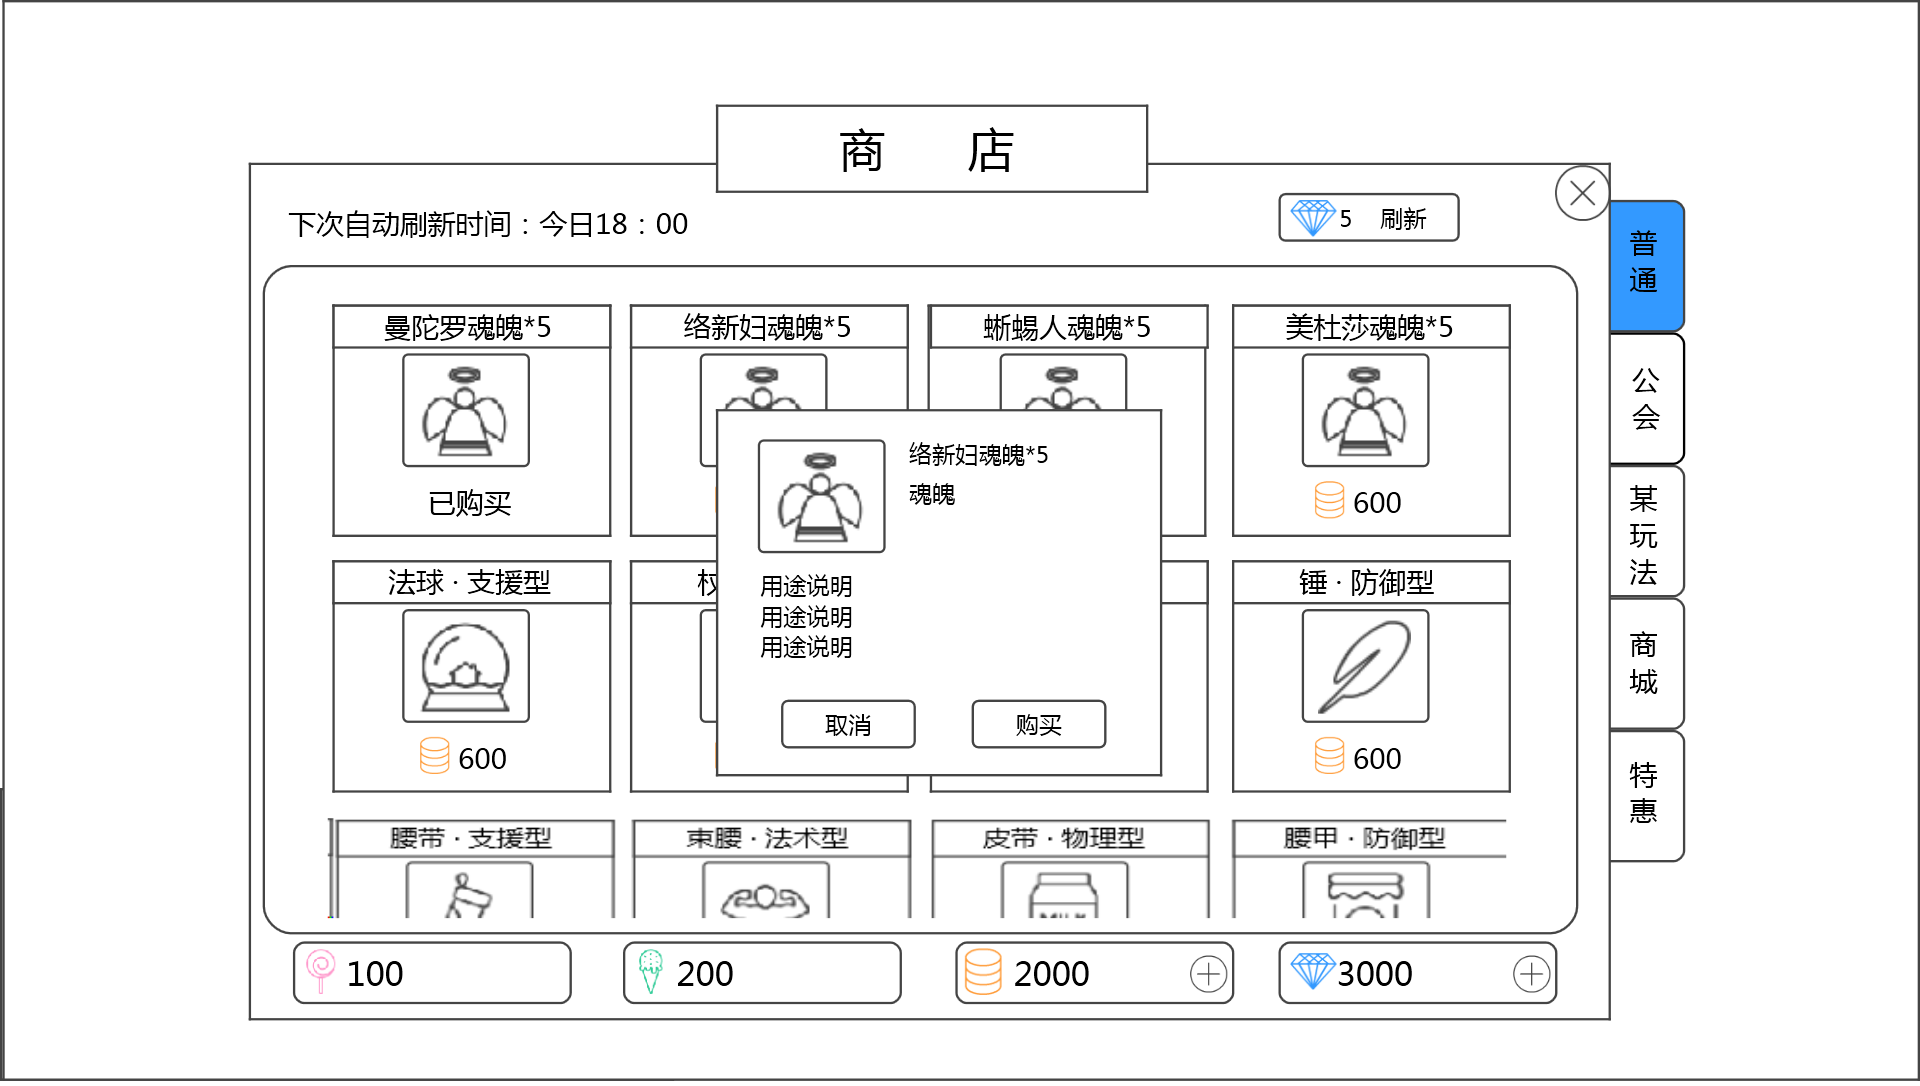 商 店
下次自动刷新时间：今日18：00
5 刷新
普通
公会
某玩法
商城
特惠
曼陀罗魂魄*5
络新妇魂魄*5
蜥蜴人魂魄*5
美杜莎魂魄*5
已购买
600
络新妇魂魄*5
魂魄
用途说明
用途说明
用途说明
取消
购买
法球·支援型
锤·防御型
600
600
腰带·支援型
束腰·法术型
皮带·物理型
腰甲·防御型
MILK
100
200
2000
3000